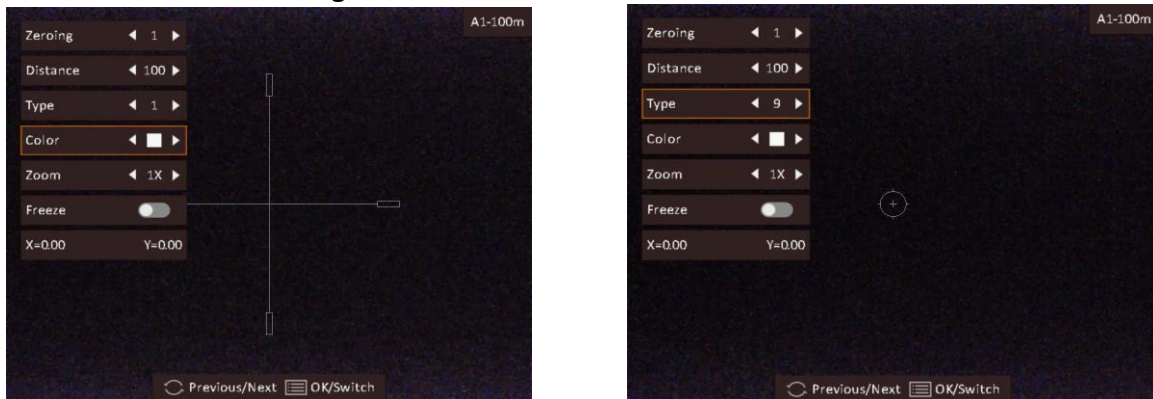 A1-100m
Zeroing 1
Distance 100
Type 1
Color
Zoom 1X
Freeze
X=0.00 Y=0.00
Previous/Next OK/Switch
A1-100m
Zeroing 1
Distance 100
Type 9
Color
Zoom 1X
Freeze
X=0.00 Y=0.00
Previous/Next OK/Switch